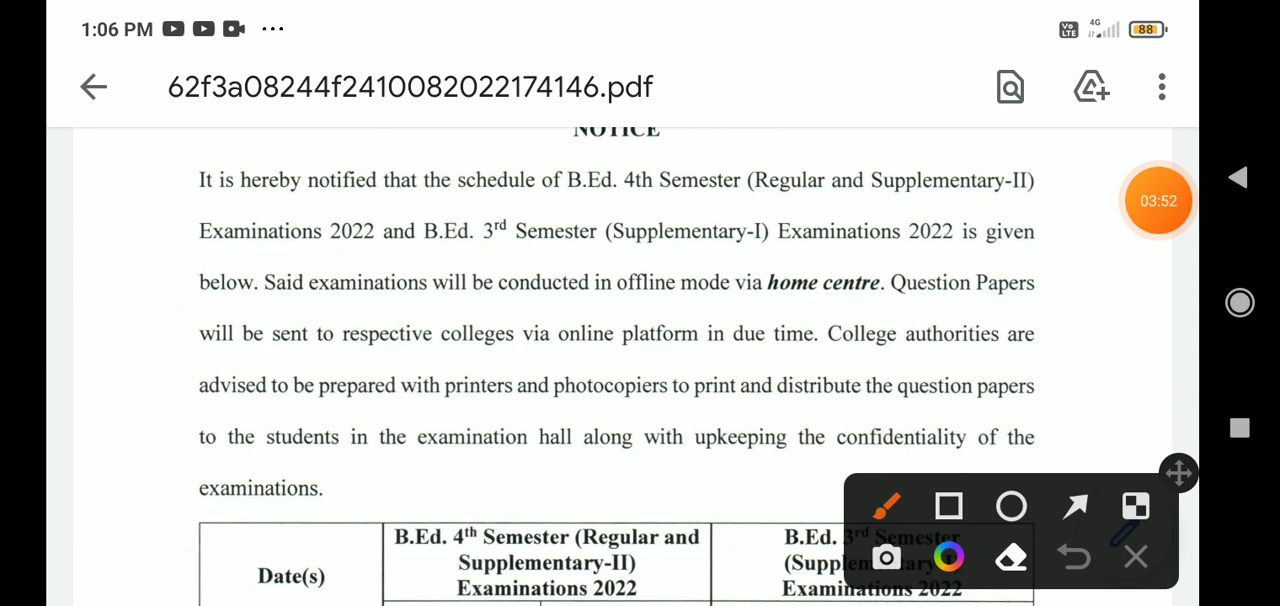 1:06 PM
Vo LTE 4G 88
62f3a08244f2410082022174146.pdf
NOTICE
It is hereby notified that the schedule of B.Ed. 4th Semester (Regular and Supplementary-II)
Examinations 2022 and B.Ed. 3rd Semester (Supplementary-I) Examinations 2022 is given
below. Said examinations will be conducted in offline mode via home centre. Question Papers
will be sent to respective colleges via online platform in due time. College authorities are
advised to be prepared with printers and photocopiers to print and distribute the question papers
to the students in the examination hall along with upkeeping the confidentiality of the
examinations.
03:52
Date(s)
B.Ed. 4th Semester (Regular and
Supplementary-II)
Examinations 2022
B.Ed. 3rd Semester
(Supplementary-I)
Examinations 2022